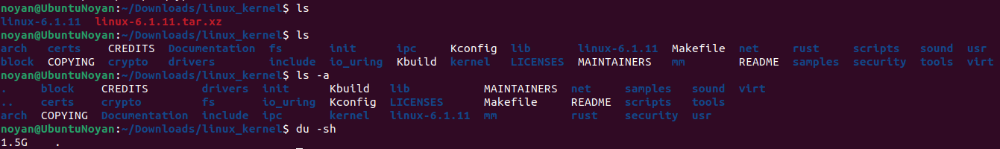 noyan@UbuntuNoyan:~/Downloads/linux_kernel$ ls
linux-6.1.11  linux-6.1.11.tar.xz
noyan@UbuntuNoyan:~/Downloads/linux_kernel$ ls
arch   certs    CREDITS  Documentation  fs       init      ipc     Kconfig  lib       linux-6.1.11  Makefile  net     rust     scripts   sound  usr
block  COPYING  crypto   drivers        include  io_uring  Kbuild  kernel   LICENSES  MAINTAINERS   mm        README  samples  security  tools  virt
noyan@UbuntuNoyan:~/Downloads/linux_kernel$ ls -a
.     block    CREDITS        drivers  init      Kbuild   lib           MAINTAINERS  net     samples   sound  virt
..    certs    crypto         fs       io_uring  Kconfig  LICENSES      Makefile     README  scripts   tools
arch  COPYING  Documentation  include  ipc       kernel   linux-6.1.11  mm           rust    security  usr
noyan@UbuntuNoyan:~/Downloads/linux_kernel$ du -sh
1.5G    .